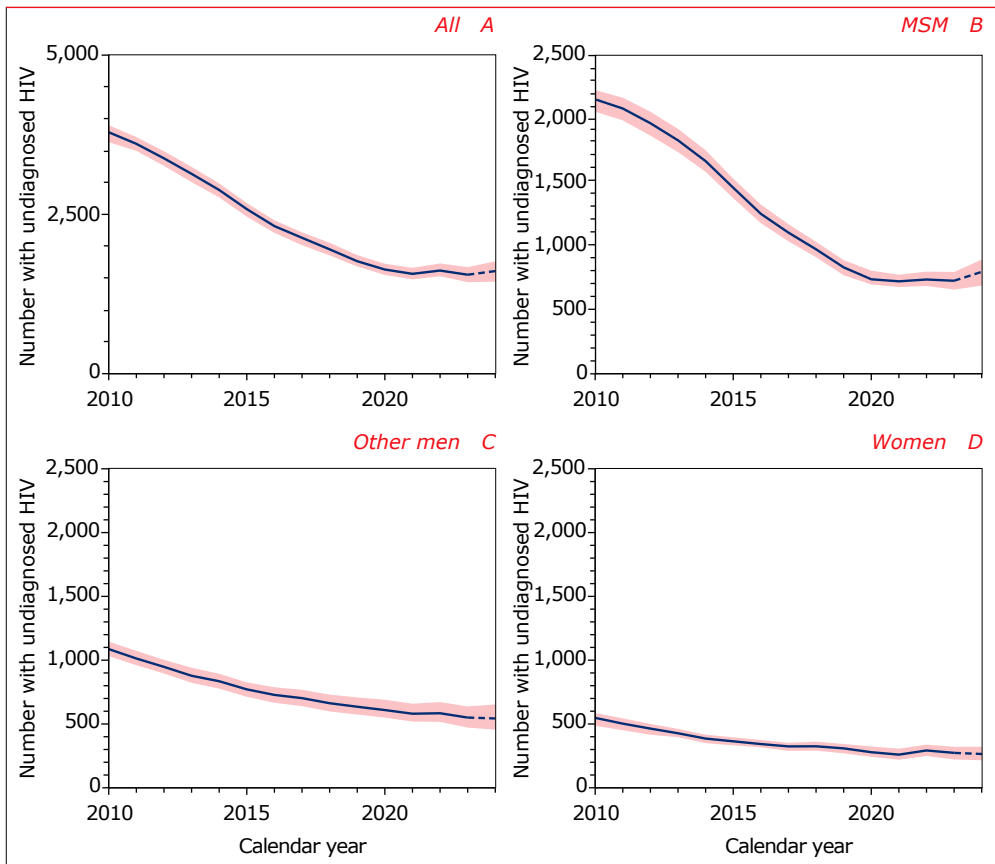 All A
Number with undiagnosed HIV
5,000
2,500
0
2010 2015 2020
MSM B
Number with undiagnosed HIV
2,500
2,000
1,500
1,000
500
0
2010 2015 2020
Other men C
Number with undiagnosed HIV
2,500
2,000
1,500
1,000
500
0
2010 2015 2020
Calendar year
Women D
Number with undiagnosed HIV
2,500
2,000
1,500
1,000
500
0
2010 2015 2020
Calendar year